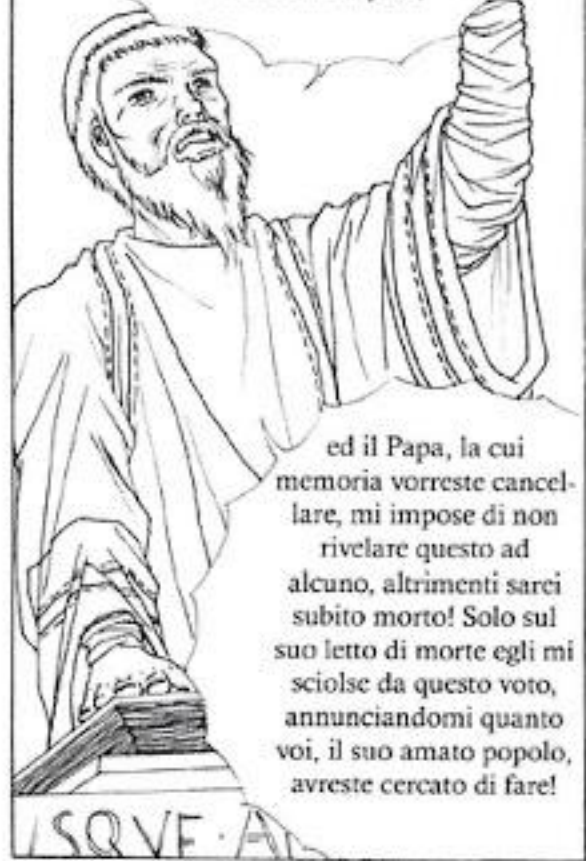 ed il Papa, la cui
memoria vorreste cancel-
lare, mi impose di non
rivelare questo ad
alcuno, altrimenti sarei
subito morto! Solo sul
suo letto di morte egli mi
sciolse da questo voto,
annunciandomi quanto
voi, il suo amato popolo,
avreste cercato di fare!
SQVE · A